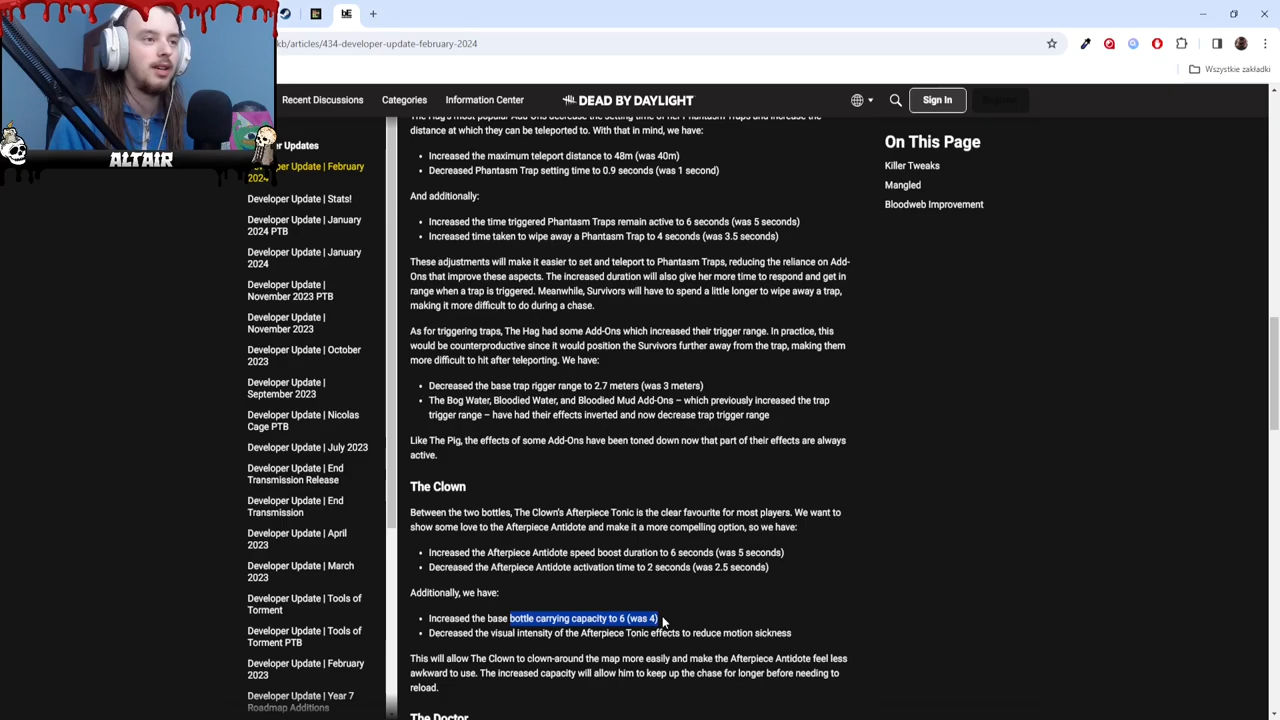 kb/articles/434-developer-update-february-2024
Wszystkie zakładki
Recent Discussions
Categories
Information Center
DEAD BY DAYLIGHT
Sign In
Register
ALTAIR
er Updates
Developer Update | February
2024
Developer Update | Stats!
Developer Update | January
2024 PTB
Developer Update | January
2024
Developer Update |
November 2023 PTB
Developer Update |
November 2023
Developer Update | October
2023
Developer Update |
September 2023
Developer Update | Nicolas
Cage PTB
Developer Update | July 2023
Developer Update | End
Transmission Release
Developer Update | End
Transmission
Developer Update | April
2023
Developer Update | March
2023
Developer Update | Tools of
Torment
Developer Update | Tools of
Torment PTB
Developer Update | February
2023
Developer Update | Year 7
Roadmap Additions
The Hag's most popular Add-Ons decrease the setting time of her Phantasm Traps and increase the
distance at which they can be teleported to. With that in mind, we have:
• Increased the maximum teleport distance to 48m (was 40m)
• Decreased Phantasm Trap setting time to 0.9 seconds (was 1 second)
And additionally:
• Increased the time triggered Phantasm Traps remain active to 6 seconds (was 5 seconds)
• Increased time taken to wipe away a Phantasm Trap to 4 seconds (was 3.5 seconds)
These adjustments will make it easier to set and teleport to Phantasm Traps, reducing the reliance on Add-
Ons that improve these aspects. The increased duration will also give her more time to respond and get in
range when a trap is triggered. Meanwhile, Survivors will have to spend a little longer to wipe away a trap,
making it more difficult to do during a chase.
As for triggering traps, The Hag had some Add-Ons which increased their trigger range. In practice, this
would be counterproductive since it would position the Survivors further away from the trap, making them
more difficult to hit after teleporting. We have:
• Decreased the base trap rigger range to 2.7 meters (was 3 meters)
• The Bog Water, Bloodied Water, and Bloodied Mud Add-Ons – which previously increased the trap
trigger range – have had their effects inverted and now decrease trap trigger range
Like The Pig, the effects of some Add-Ons have been toned down now that part of their effects are always
active.
The Clown
Between the two bottles, The Clown's Afterpiece Tonic is the clear favourite for most players. We want to
show some love to the Afterpiece Antidote and make it a more compelling option, so we have:
• Increased the Afterpiece Antidote speed boost duration to 6 seconds (was 5 seconds)
• Decreased the Afterpiece Antidote activation time to 2 seconds (was 2.5 seconds)
Additionally, we have:
• Increased the base bottle carrying capacity to 6 (was 4)
• Decreased the visual intensity of the Afterpiece Tonic effects to reduce motion sickness
This will allow The Clown to clown-around the map more easily and make the Afterpiece Antidote feel less
awkward to use. The increased capacity will allow him to keep up the chase for longer before needing to
reload.
The Doctor
On This Page
Killer Tweaks
Mangled
Bloodweb Improvement